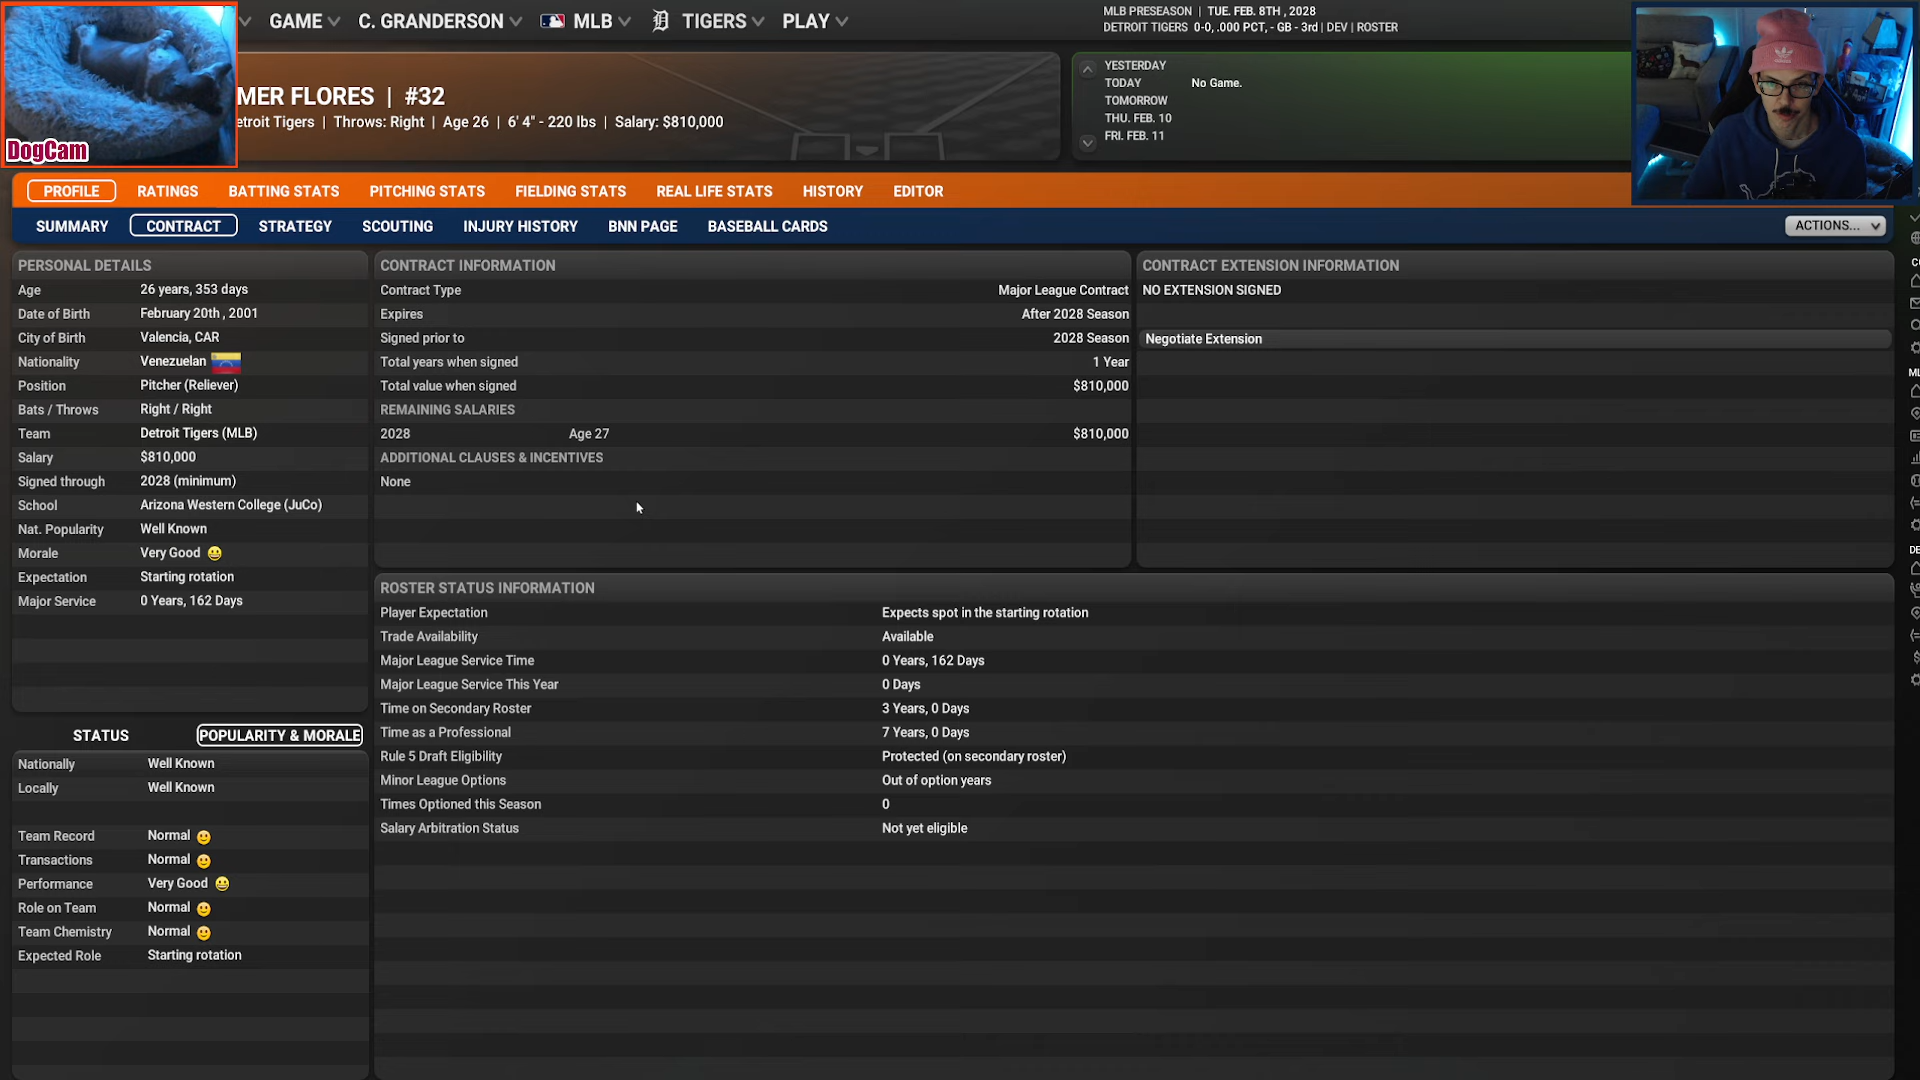 GAME
C. GRANDERSON
MLB
TIGERS
PLAY
MLB PRESEASON | TUE. FEB. 8TH , 2028
DETROIT TIGERS 0-0, .000 PCT, - GB - 3rd | DEV | ROSTER
MER FLORES | #32
etroit Tigers | Throws: Right | Age 26 | 6' 4" - 220 lbs | Salary: $810,000
DogCam
YESTERDAY
TODAY No Game.
TOMORROW
THU. FEB. 10
FRI. FEB. 11
PROFILE RATINGS BATTING STATS PITCHING STATS FIELDING STATS REAL LIFE STATS HISTORY EDITOR
SUMMARY CONTRACT STRATEGY SCOUTING INJURY HISTORY BNN PAGE BASEBALL CARDS
ACTIONS...
PERSONAL DETAILS
Age 26 years, 353 days
Date of Birth February 20th , 2001
City of Birth Valencia, CAR
Nationality Venezuelan
Position Pitcher (Reliever)
Bats / Throws Right / Right
Team Detroit Tigers (MLB)
Salary $810,000
Signed through 2028 (minimum)
School Arizona Western College (JuCo)
Nat. Popularity Well Known
Morale Very Good
Expectation Starting rotation
Major Service 0 Years, 162 Days
STATUS POPULARITY & MORALE
Nationally Well Known
Locally Well Known
Team Record Normal
Transactions Normal
Performance Very Good
Role on Team Normal
Team Chemistry Normal
Expected Role Starting rotation
CONTRACT INFORMATION
Contract Type Major League Contract
Expires After 2028 Season
Signed prior to 2028 Season
Total years when signed 1 Year
Total value when signed $810,000
REMAINING SALARIES
2028 Age 27 $810,000
ADDITIONAL CLAUSES & INCENTIVES
None
CONTRACT EXTENSION INFORMATION
NO EXTENSION SIGNED
Negotiate Extension
ROSTER STATUS INFORMATION
Player Expectation Expects spot in the starting rotation
Trade Availability Available
Major League Service Time 0 Years, 162 Days
Major League Service This Year 0 Days
Time on Secondary Roster 3 Years, 0 Days
Time as a Professional 7 Years, 0 Days
Rule 5 Draft Eligibility Protected (on secondary roster)
Minor League Options Out of option years
Times Optioned this Season 0
Salary Arbitration Status Not yet eligible